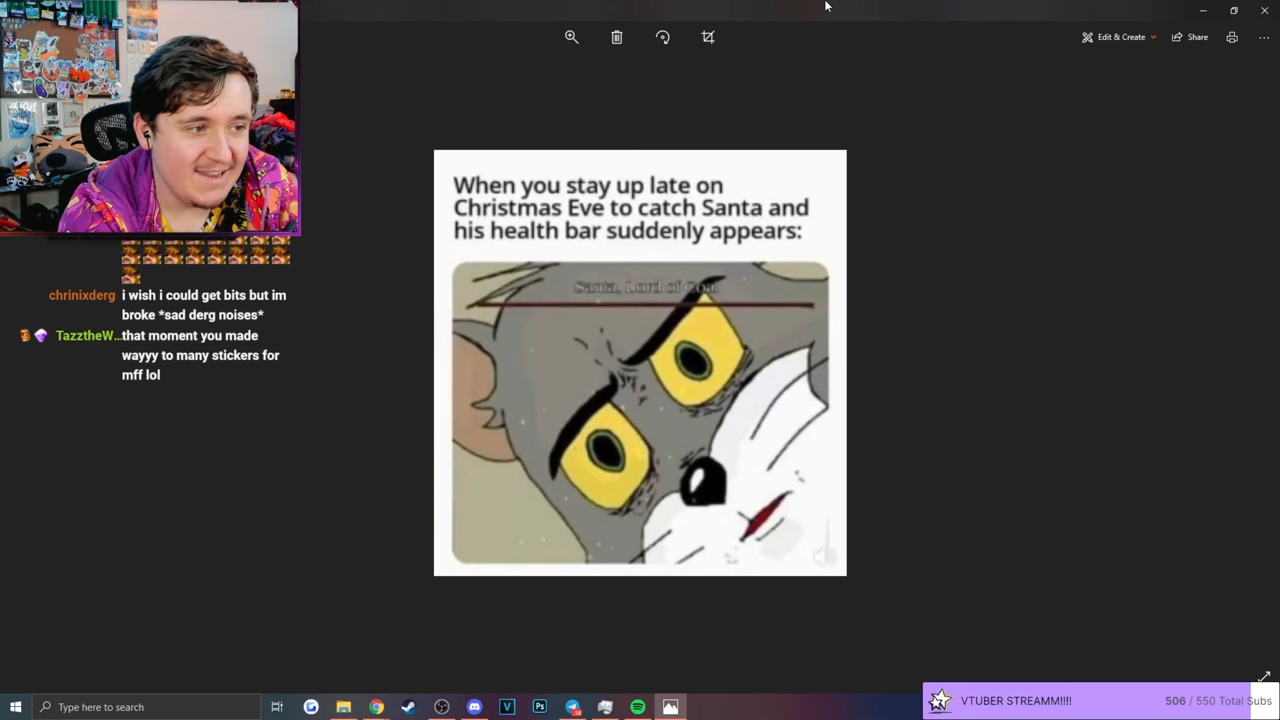 Edit & Create
Share
When you stay up late on
Christmas Eve to catch Santa and
his health bar suddenly appears:
Santa, Lord of Coal
chrinixderg i wish i could get bits but im
broke *sad derg noises*
TazztheW... that moment you made
wayyy to many stickers for
mff lol
Type here to search
VTUBER STREAMM!!!! 506 / 550 Total Subs